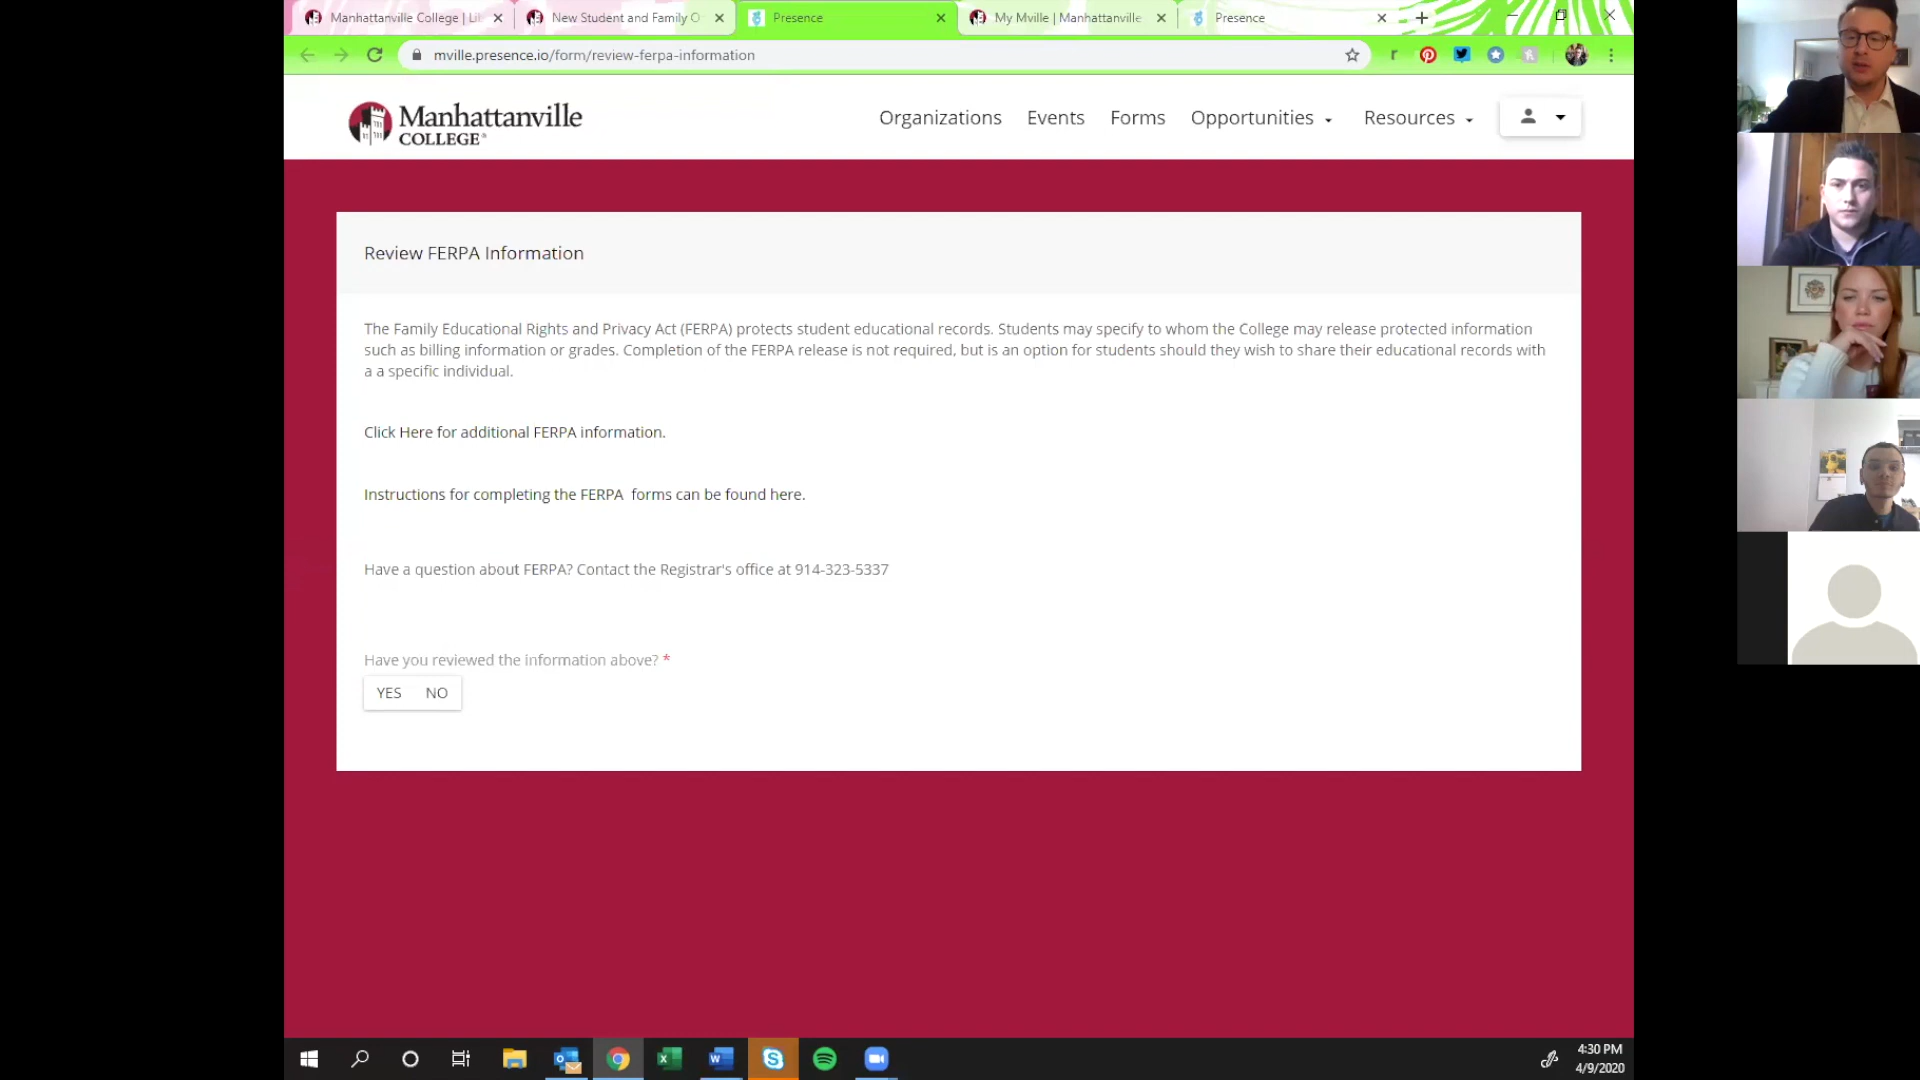 Manhattanville College | Li
New Student and Family O
Presence
My Mville | Manhattanville
Presence
mville.presence.io/form/review-ferpa-information
Manhattanville
COLLEGE
Organizations
Events
Forms
Opportunities
Resources
Review FERPA Information
The Family Educational Rights and Privacy Act (FERPA) protects student educational records. Students may specify to whom the College may release protected information
such as billing information or grades. Completion of the FERPA release is not required, but is an option for students should they wish to share their educational records with
a a specific individual.
Click Here for additional FERPA information.
Instructions for completing the FERPA forms can be found here.
Have a question about FERPA? Contact the Registrar's office at 914-323-5337
Have you reviewed the information above? *
YES NO
4:30 PM
4/9/2020